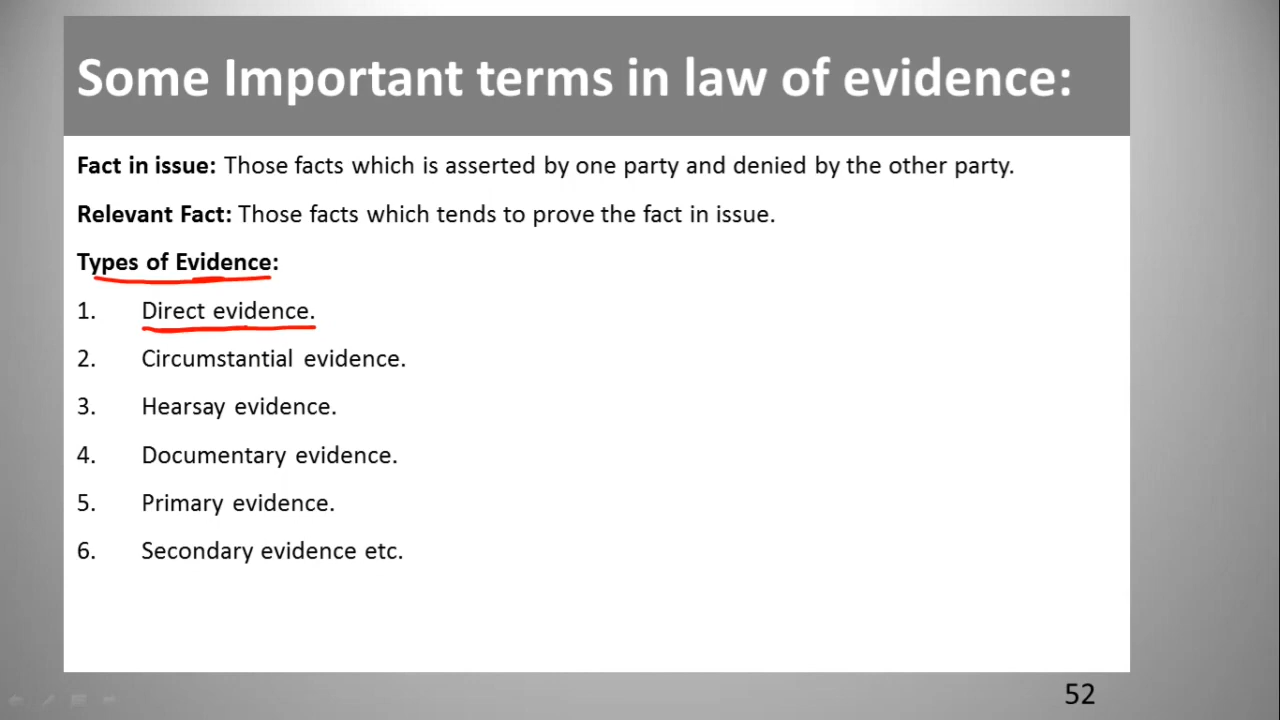 Some Important terms in law of evidence:
Fact in issue: Those facts which is asserted by one party and denied by the other party.
Relevant Fact: Those facts which tends to prove the fact in issue.
Types of Evidence:
1. Direct evidence.
2. Circumstantial evidence.
3. Hearsay evidence.
4. Documentary evidence.
5. Primary evidence.
6. Secondary evidence etc.
52